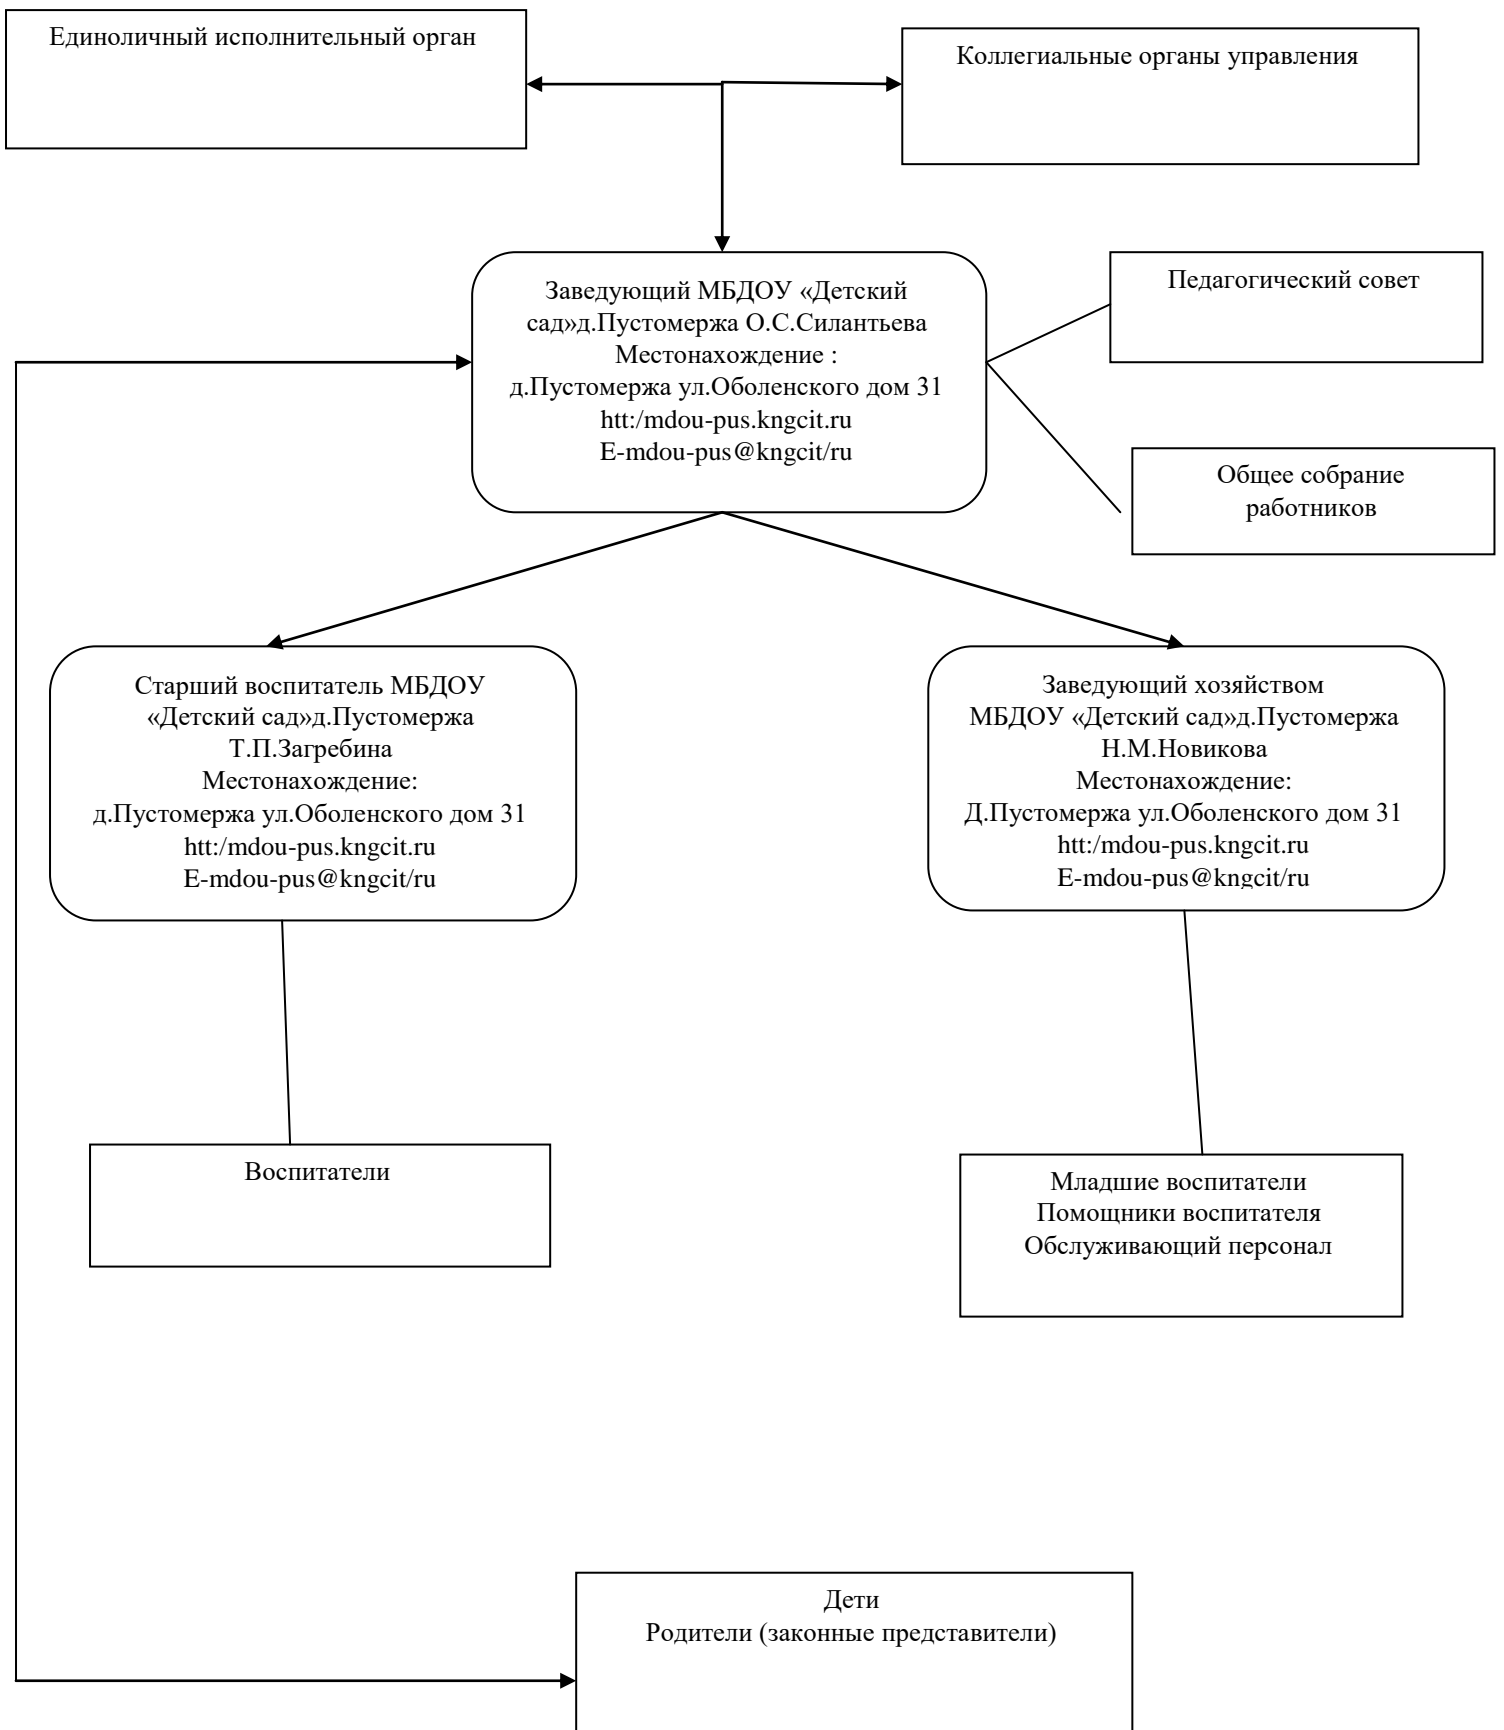 Единоличный исполнительный орган
Коллегиальные органы управления
Заведующий МБДОУ «Детский
сад»д.Пустомержа О.С.Силантьева
Местонахождение :
д.Пустомержа ул.Оболенского дом 31
htt:/mdou-pus.kngcit.ru
E-mdou-pus@kngcit/ru
Педагогический совет
Общее собрание
работников
Старший воспитатель МБДОУ
«Детский сад»д.Пустомержа
Т.П.Загребина
Местонахождение:
д.Пустомержа ул.Оболенского дом 31
htt:/mdou-pus.kngcit.ru
E-mdou-pus@kngcit/ru
Заведующий хозяйством
МБДОУ «Детский сад»д.Пустомержа
Н.М.Новикова
Местонахождение:
Д.Пустомержа ул.Оболенского дом 31
htt:/mdou-pus.kngcit.ru
E-mdou-pus@kngcit/ru
Воспитатели
Младшие воспитатели
Помощники воспитателя
Обслуживающий персонал
Дети
Родители (законные представители)